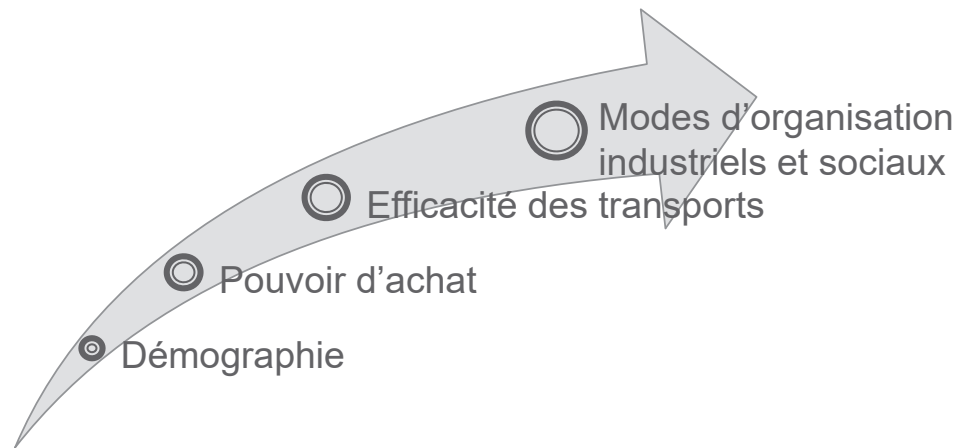 Modes d’organisation
industriels et sociaux
Efficacité des transports
Pouvoir d’achat
Démographie